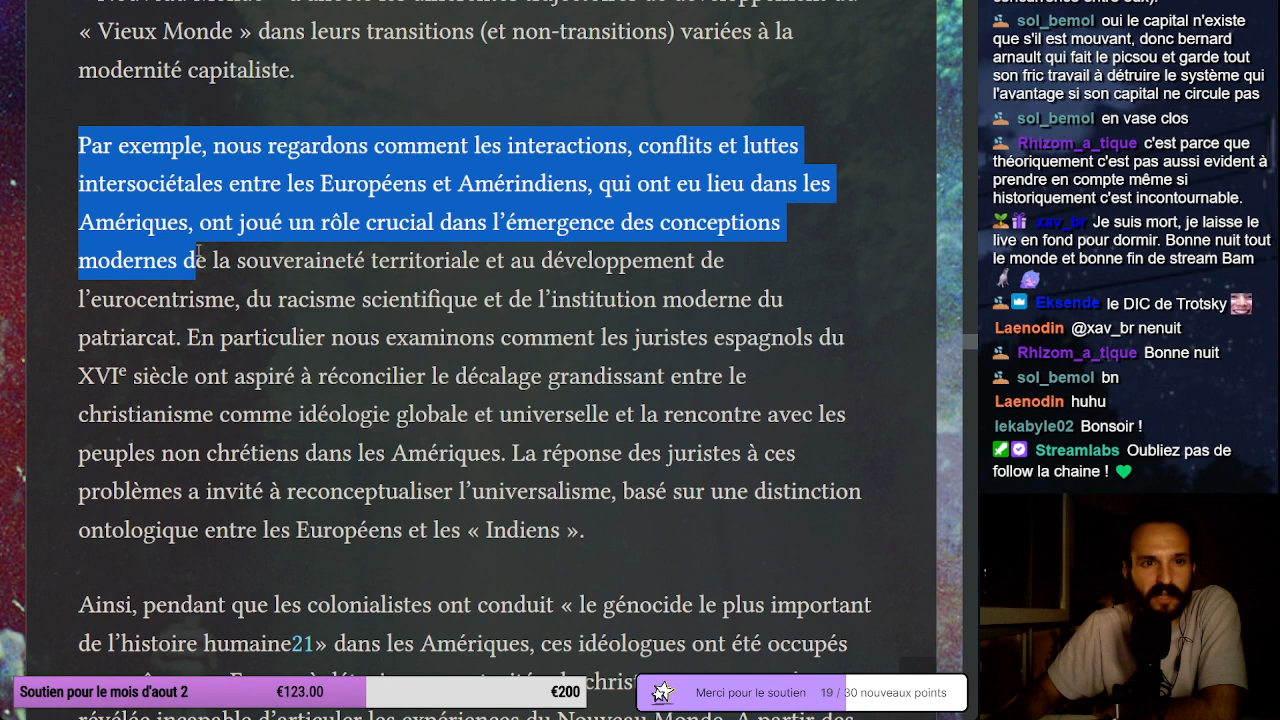 « Vieux Monde » dans leurs transitions (et non-transitions) variées à la
modernité capitaliste.
Par exemple, nous regardons comment les interactions, conflits et luttes
intersociétales entre les Européens et Amérindiens, qui ont eu lieu dans les
Amériques, ont joué un rôle crucial dans l’émergence des conceptions
modernes de la souveraineté territoriale et au développement de
l’eurocentrisme, du racisme scientifique et de l’institution moderne du
patriarcat. En particulier nous examinons comment les juristes espagnols du
XVIe siècle ont aspiré à réconcilier le décalage grandissant entre le
christianisme comme idéologie globale et universelle et la rencontre avec les
peuples non chrétiens dans les Amériques. La réponse des juristes à ces
problèmes a invité à reconceptualiser l’universalisme, basé sur une distinction
ontologique entre les Européens et les « Indiens ».
Ainsi, pendant que les colonialistes ont conduit « le génocide le plus important
de l’histoire humaine21» dans les Amériques, ces idéologues ont été occupés
sol_bemol oui le capital n'existe
que s'il est mouvant, donc bernard
arnault qui fait le picsou et garde tout
son fric travail à détruire le système qui
l'avantage si son capital ne circule pas
sol_bemol en vase clos
Rhizom_a_tique c'est parce que
théoriquement c'est pas aussi evident à
prendre en compte même si
historiquement c'est incontournable.
xav_br Je suis mort, je laisse le
live en fond pour dormir. Bonne nuit tout
le monde et bonne fin de stream Bam
Eksende le DIC de Trotsky
Laenodin @xav_br nenuit
Rhizom_a_tique Bonne nuit
sol_bemol bn
Laenodin huhu
lekabyle02 Bonsoir !
Streamlabs Oubliez pas de
follow la chaine !
Soutien pour le mois d'aout 2 €123.00 €200
Merci pour le soutien 19 / 30 nouveaux points